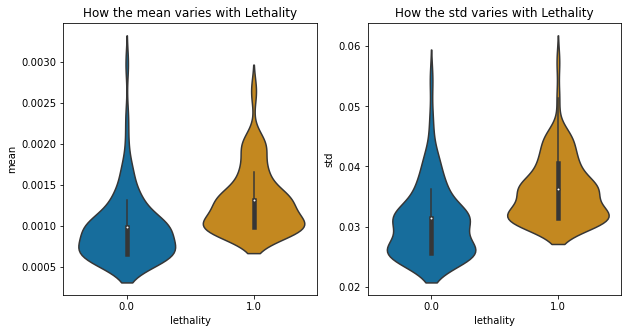 How the mean varies with Lethality
0.0030
0.0025
0.0020
0.0015
0.0010
0.0005
mean
0.0
1.0
lethality
How the std varies with Lethality
0.06
0.05
0.04
0.03
0.02
std
0.0
1.0
lethality